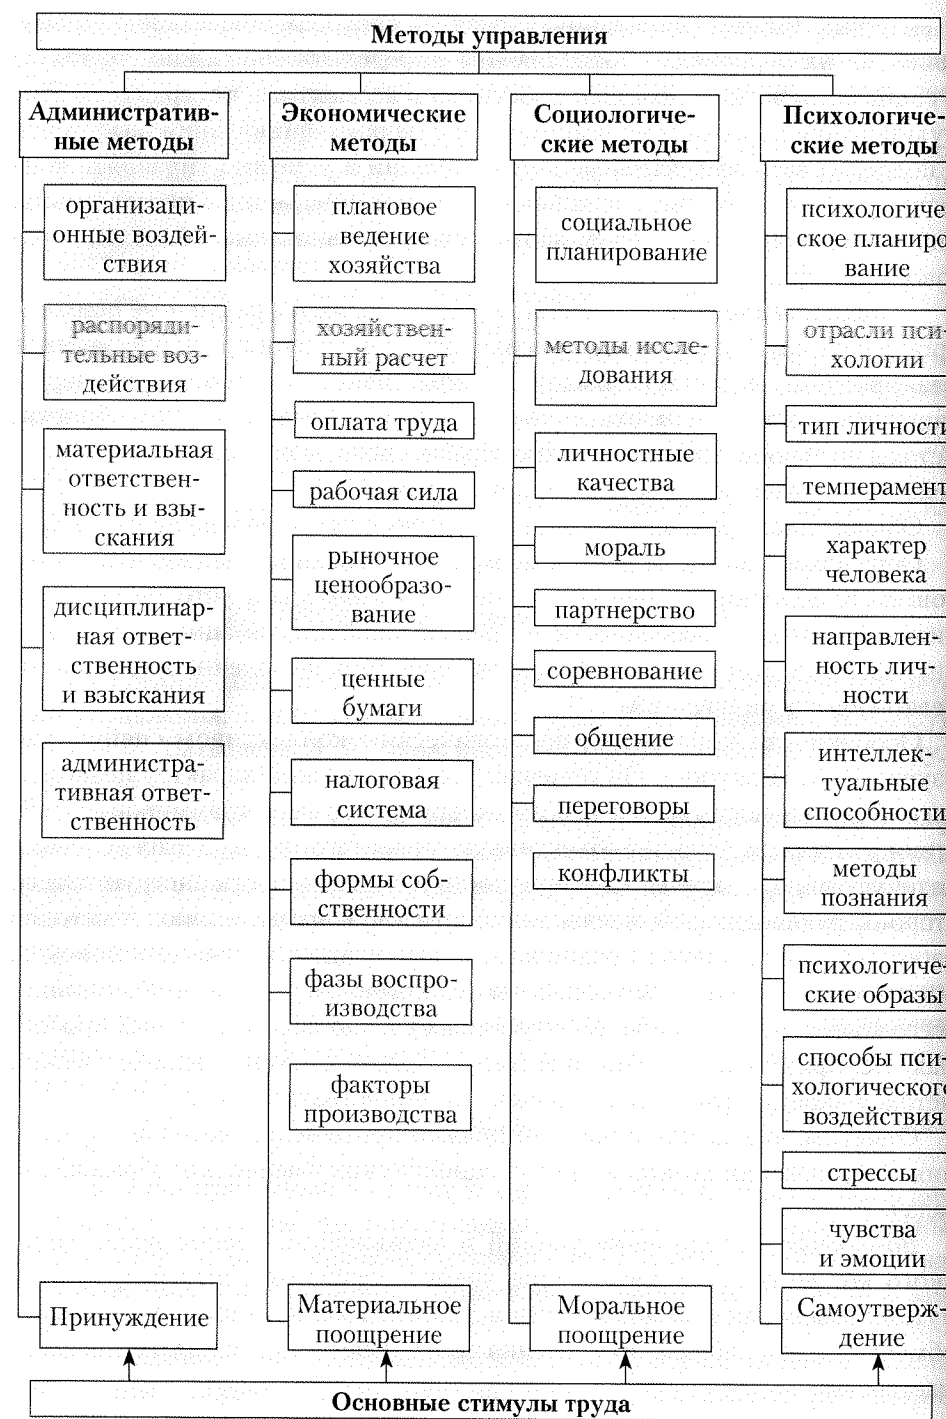 Методы управления
Административ-
ные методы
организаци-
онные воздей-
ствия
распоряди-
тельные воз-
действия
материальная
ответствен-
ность и взы-
скания
дисциплинар-
ная ответ-
ственность
и взыскания
администра-
тивная ответ-
ственность
Принуждение
Экономические
методы
плановое
ведение
хозяйства
хозяйствен-
ный расчет
оплата труда
рабочая сила
рыночное
ценообразо-
вание
ценные
бумаги
налоговая
система
формы соб-
ственности
фазы воспро-
изводства
факторы
производства
Материальное
поощрение
Социологиче-
ские методы
социальное
планирование
методы иссле-
дования
личностные
качества
мораль
партнерство
соревнование
общение
переговоры
конфликты
Моральное
поощрение
Психологиче-
ские методы
психологиче-
ское планиро-
вание
отрасли пси-
хологии
тип личности
темперамент
характер
человека
направлен-
ность лич-
ности
интеллек-
туальные
способности
методы
познания
психологиче-
ские образы
способы пси-
хологического
воздействия
стрессы
чувства
и эмоции
Самоутверж-
дение
Основные стимулы труда